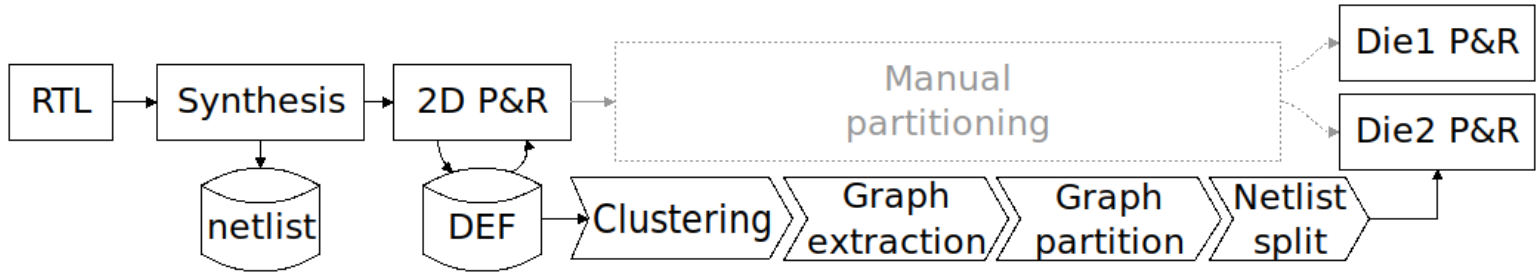 RTL
Synthesis
2D P&R
Manual
partitioning
Die1 P&R
Die2 P&R
netlist
DEF
Clustering
Graph
extraction
Graph
partition
Netlist
split